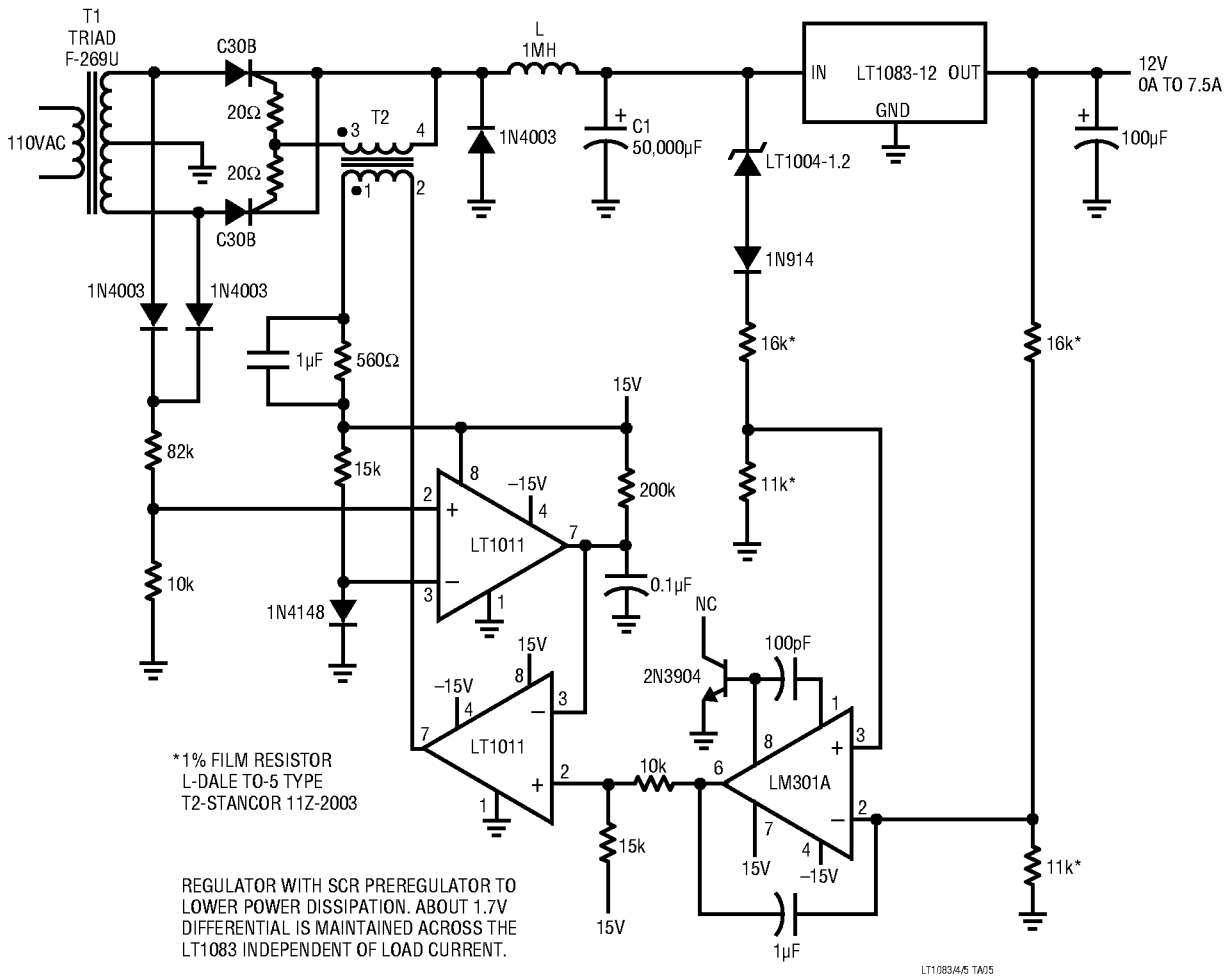 T1
TRIAD
F-269U
C30B
L
1MH
IN
LT1083-12
OUT
GND
12V
0A TO 7.5A
20Ω
T2
3
4
110VAC
1N4003
+
C1
50,000µF
+
100µF
20Ω
1
2
LT1004-1.2
C30B
1N914
1N4003
1N4003
1µF
560Ω
16k*
16k*
15V
82k
15k
8
–15V
4
200k
11k*
2
+
7
LT1011
10k
–
3
1
0.1µF
1N4148
NC
15V
100pF
8
–15V
4
3
–
2N3904
1
7
LT1011
8
+
3
*1% FILM RESISTOR
L-DALE TO-5 TYPE
T2-STANCOR 11Z-2003
+
2
10k
6
LM301A
1
7
–
2
15k
15V
4
–15V
11k*
REGULATOR WITH SCR PREREGULATOR TO
LOWER POWER DISSIPATION. ABOUT 1.7V
DIFFERENTIAL IS MAINTAINED ACROSS THE
LT1083 INDEPENDENT OF LOAD CURRENT.
15V
1µF
LT1083/4/5 TA05